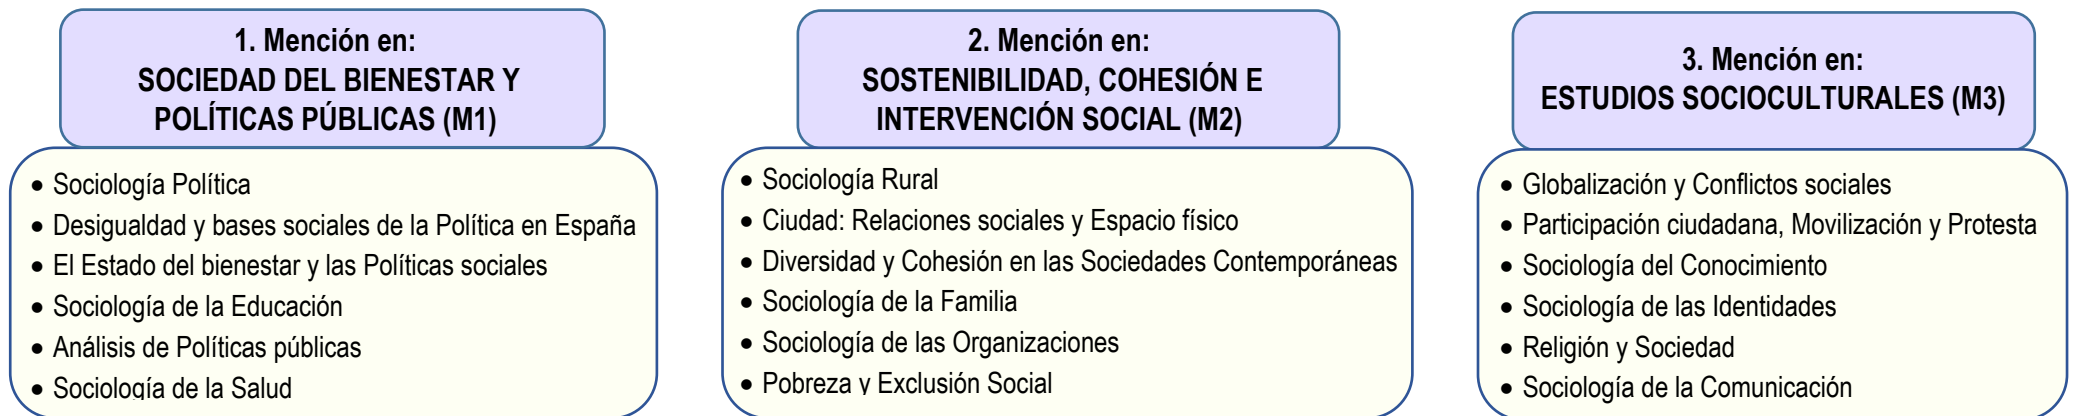 1. Mención en:
SOCIEDAD DEL BIENESTAR Y
POLÍTICAS PÚBLICAS (M1)
• Sociología Política
• Desigualdad y bases sociales de la Política en España
• El Estado del bienestar y las Políticas sociales
• Sociología de la Educación
• Análisis de Políticas públicas
• Sociología de la Salud
2. Mención en:
SOSTENIBILIDAD, COHESIÓN E
INTERVENCIÓN SOCIAL (M2)
• Sociología Rural
• Ciudad: Relaciones sociales y Espacio físico
• Diversidad y Cohesión en las Sociedades Contemporáneas
• Sociología de la Familia
• Sociología de las Organizaciones
• Pobreza y Exclusión Social
3. Mención en:
ESTUDIOS SOCIOCULTURALES (M3)
• Globalización y Conflictos sociales
• Participación ciudadana, Movilización y Protesta
• Sociología del Conocimiento
• Sociología de las Identidades
• Religión y Sociedad
• Sociología de la Comunicación